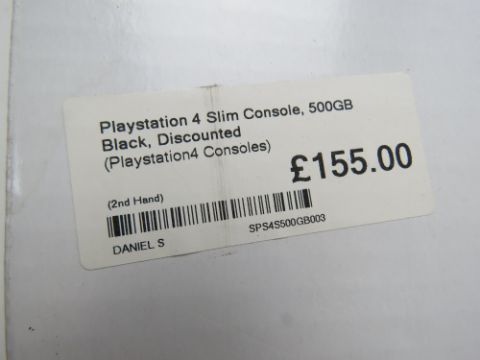 Playstation 4 Slim Console, 500GB
Black, Discounted
(Playstation4 Consoles)
£155.00
(2nd Hand)
DANIEL S
SPS4S500GB003